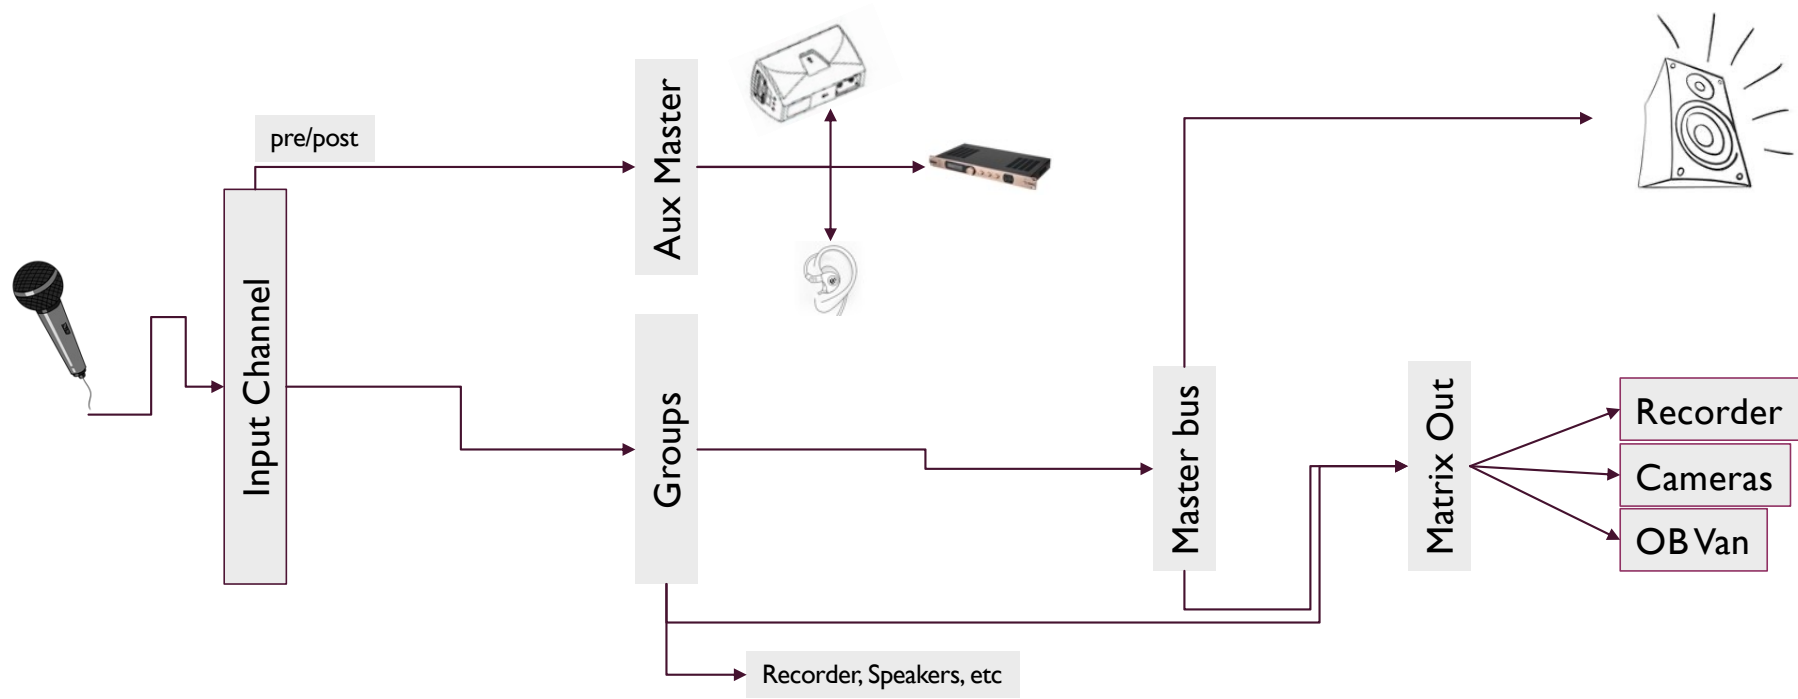 pre/post
Aux Master
Input Channel
Groups
Master bus
Matrix Out
Recorder
Cameras
OB Van
Recorder, Speakers, etc